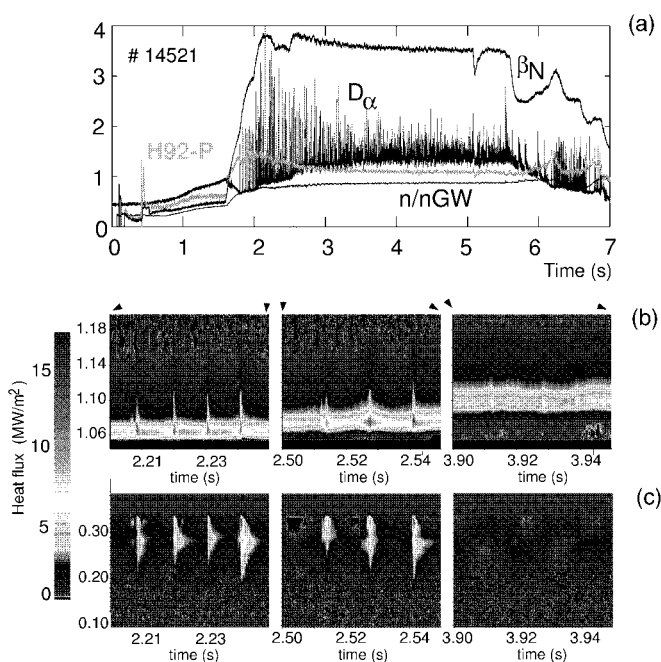 (a)
# 14521
4
βN
3
Dα
2
H92-P
1
n/nGW
0
0 1 2 3 4 5 6 7
Time (s)
(b)
Heat flux (MW/m²)
15
10
5
0
1.18
1.14
1.10
1.06
2.21 2.23 2.50 2.52 2.54 3.90 3.94
time (s) time (s) time (s)
(c)
0.30
0.20
0.10
2.21 2.23 2.50 2.52 2.54 3.90 3.92 3.94
time (s) time (s) time (s)